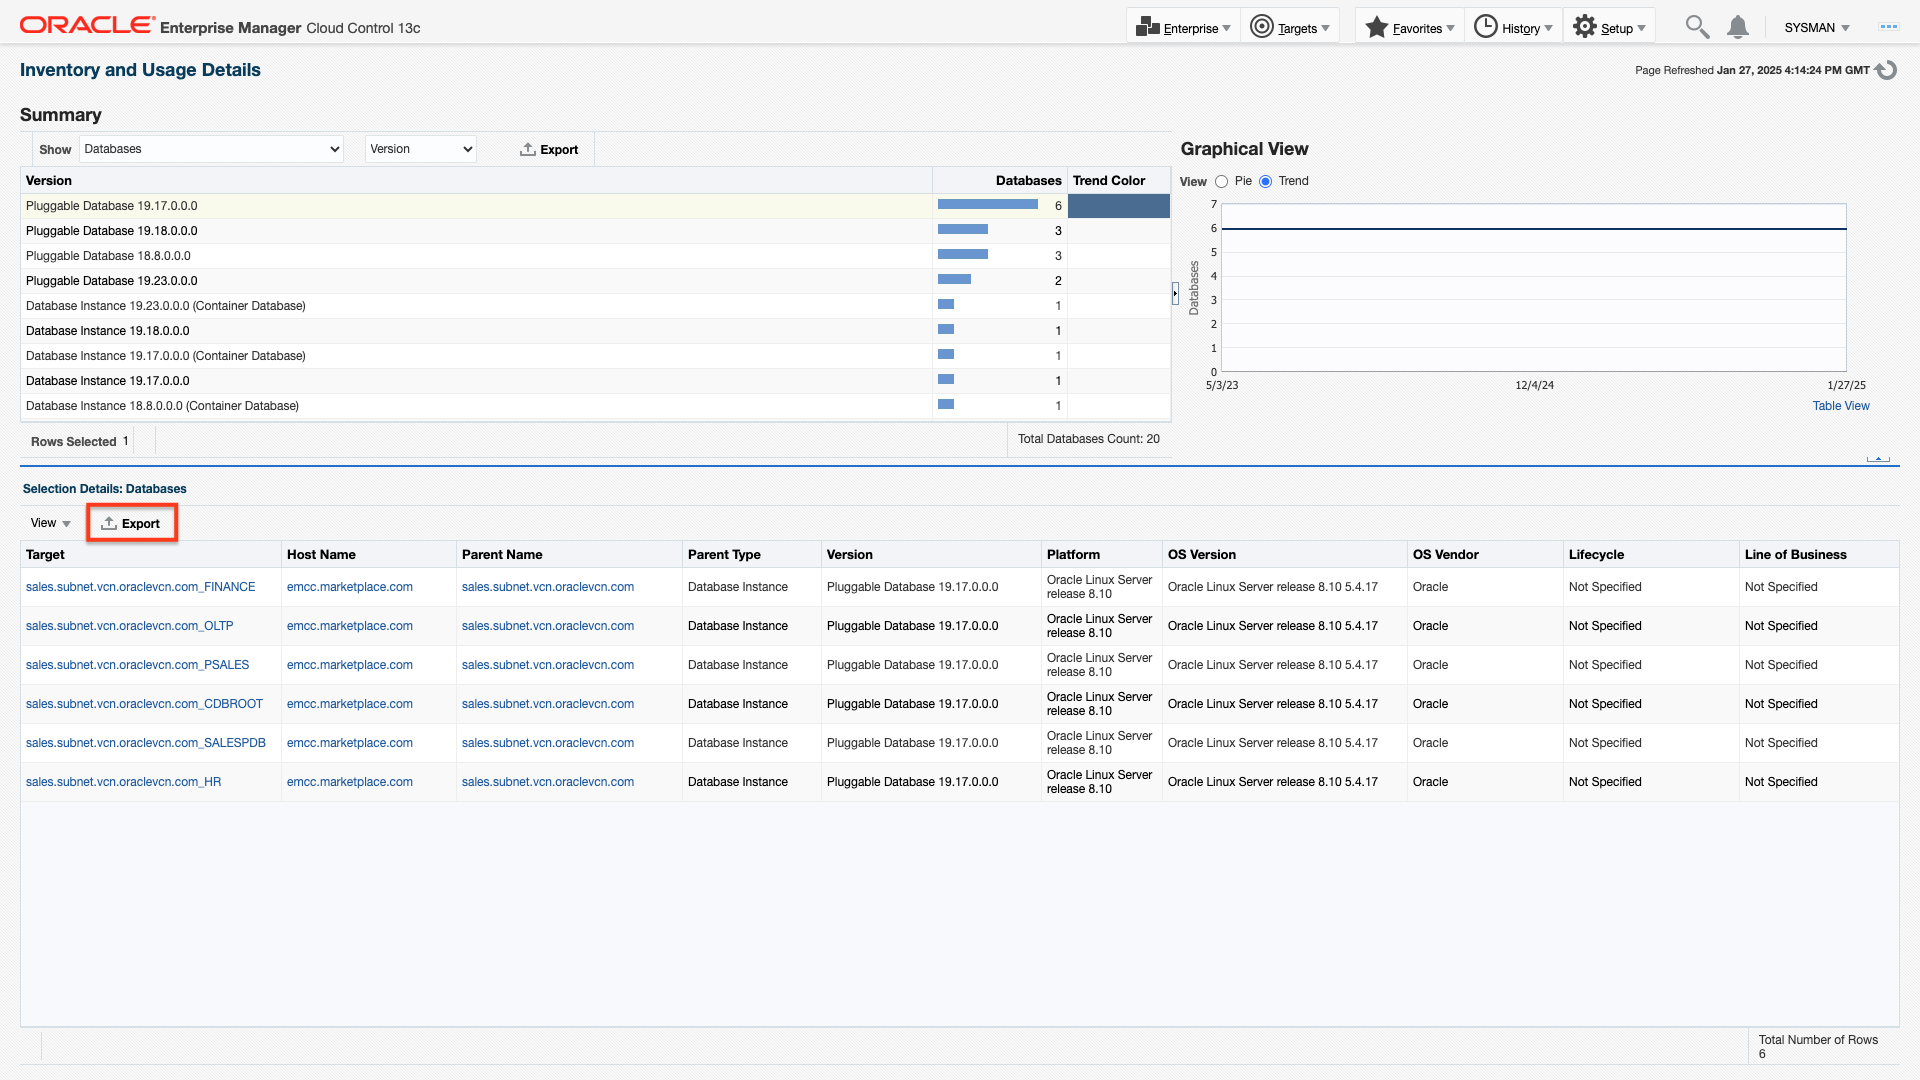 ORACLE Enterprise Manager Cloud Control 13c
Enterprise Targets Favorites History Setup SYSMAN
Inventory and Usage Details
Page Refreshed Jan 27, 2025 4:14:24 PM GMT
Summary
Show Databases Version Export
Version Databases Trend Color
Pluggable Database 19.17.0.0.0 6
Pluggable Database 19.18.0.0.0 3
Pluggable Database 18.8.0.0.0 3
Pluggable Database 19.23.0.0.0 2
Database Instance 19.23.0.0.0 (Container Database) 1
Database Instance 19.18.0.0.0 1
Database Instance 19.17.0.0.0 (Container Database) 1
Database Instance 19.17.0.0.0 1
Database Instance 18.8.0.0.0 (Container Database) 1
Rows Selected 1
Total Databases Count: 20
Graphical View
View Pie Trend
Databases
7
6
5
4
3
2
1
0
5/3/23 12/4/24 1/27/25
Table View
Selection Details: Databases
View Export
Target Host Name Parent Name Parent Type Version Platform OS Version OS Vendor Lifecycle Line of Business
sales.subnet.vcn.oraclevcn.com_FINANCE emcc.marketplace.com sales.subnet.vcn.oraclevcn.com Database Instance Pluggable Database 19.17.0.0.0 Oracle Linux Server release 8.10 Oracle Linux Server release 8.10 5.4.17 Oracle Not Specified Not Specified
sales.subnet.vcn.oraclevcn.com_OLTP emcc.marketplace.com sales.subnet.vcn.oraclevcn.com Database Instance Pluggable Database 19.17.0.0.0 Oracle Linux Server release 8.10 Oracle Linux Server release 8.10 5.4.17 Oracle Not Specified Not Specified
sales.subnet.vcn.oraclevcn.com_PSALES emcc.marketplace.com sales.subnet.vcn.oraclevcn.com Database Instance Pluggable Database 19.17.0.0.0 Oracle Linux Server release 8.10 Oracle Linux Server release 8.10 5.4.17 Oracle Not Specified Not Specified
sales.subnet.vcn.oraclevcn.com_CDBROOT emcc.marketplace.com sales.subnet.vcn.oraclevcn.com Database Instance Pluggable Database 19.17.0.0.0 Oracle Linux Server release 8.10 Oracle Linux Server release 8.10 5.4.17 Oracle Not Specified Not Specified
sales.subnet.vcn.oraclevcn.com_SALESPDB emcc.marketplace.com sales.subnet.vcn.oraclevcn.com Database Instance Pluggable Database 19.17.0.0.0 Oracle Linux Server release 8.10 Oracle Linux Server release 8.10 5.4.17 Oracle Not Specified Not Specified
sales.subnet.vcn.oraclevcn.com_HR emcc.marketplace.com sales.subnet.vcn.oraclevcn.com Database Instance Pluggable Database 19.17.0.0.0 Oracle Linux Server release 8.10 Oracle Linux Server release 8.10 5.4.17 Oracle Not Specified Not Specified
Total Number of Rows
6